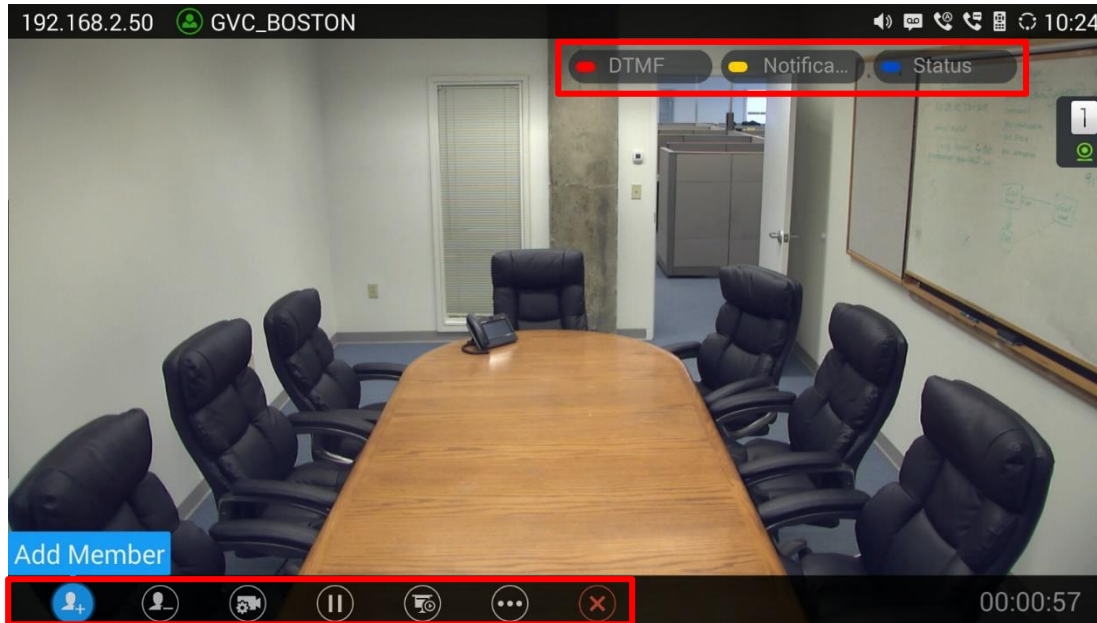 192.168.2.50 GVC_BOSTON 10:24
DTMF Notifica... Status
1
Add Member
00:00:57